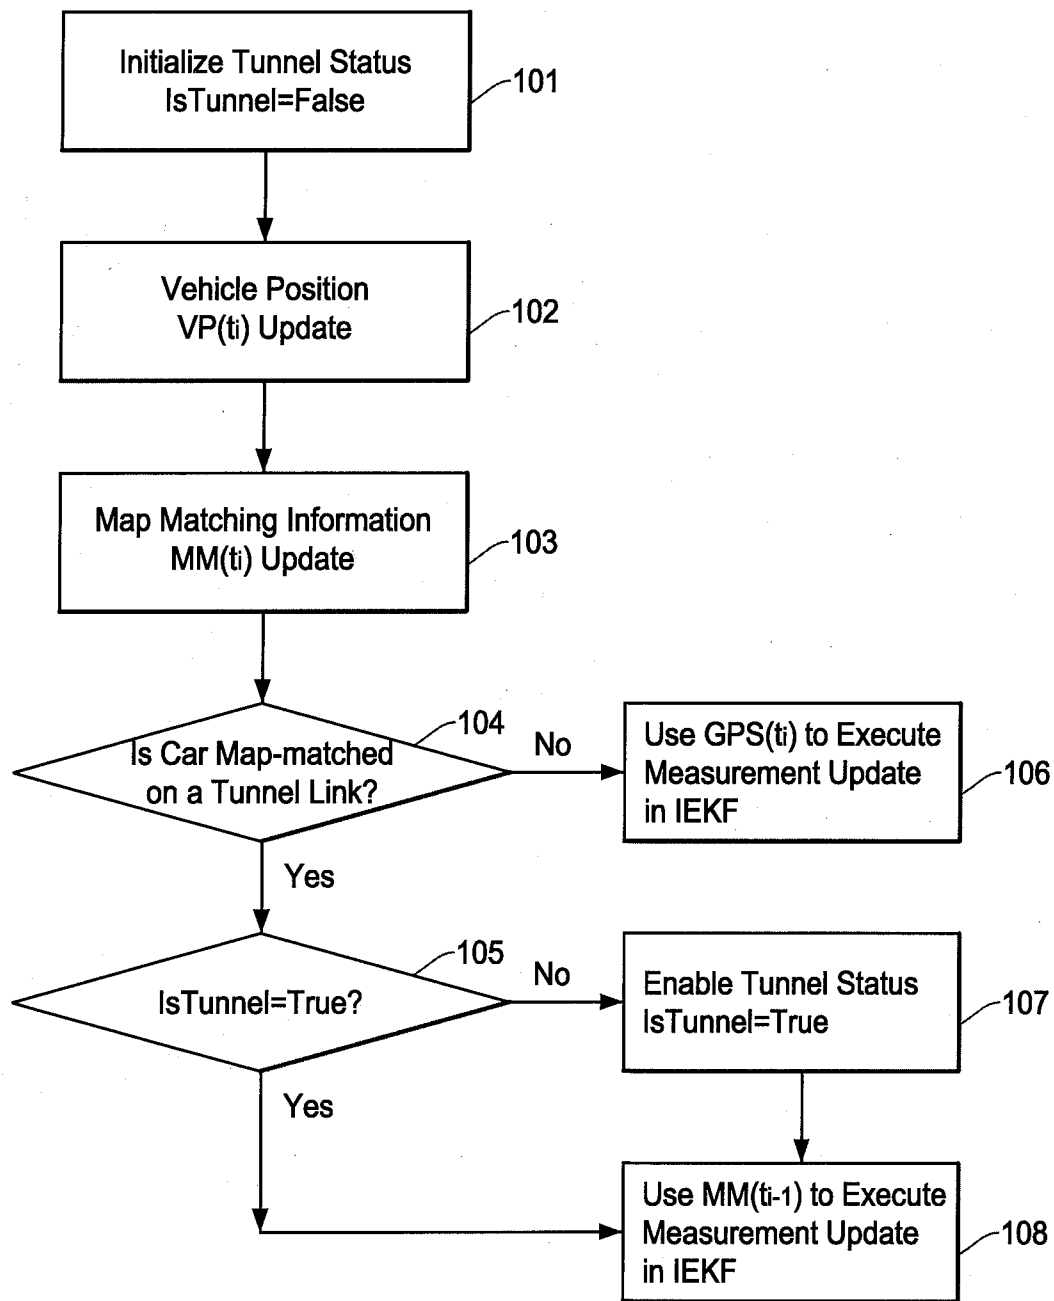 Initialize Tunnel Status
IsTunnel=False
101
Vehicle Position
VP(ti) Update
102
Map Matching Information
MM(ti) Update
103
Is Car Map-matched
on a Tunnel Link?
104
No
Use GPS(ti) to Execute
Measurement Update
in IEKF
106
Yes
IsTunnel=True?
105
No
Enable Tunnel Status
IsTunnel=True
107
Yes
Use MM(ti-1) to Execute
Measurement Update
in IEKF
108